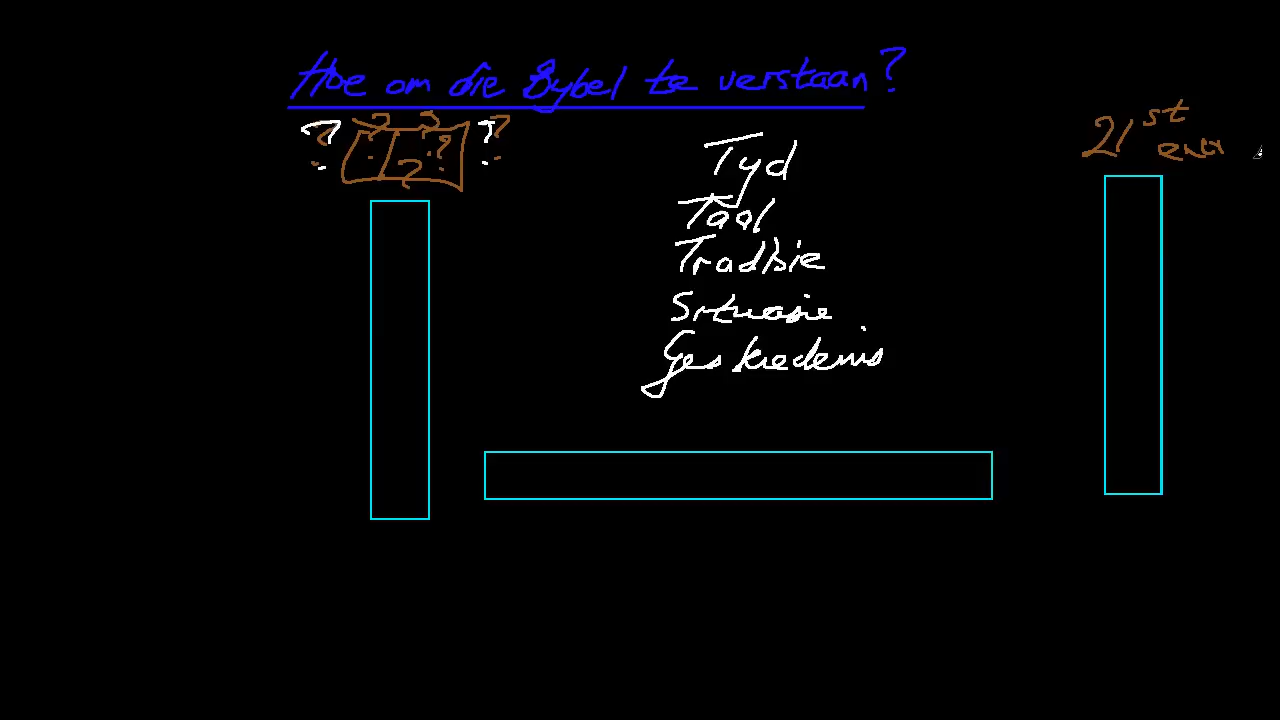 Hoe om die Bybel te verstaan?
? ? ? ? ? ? ?
21st
Tyd
Taal
Tradisie
Situasie
Geskiedenis